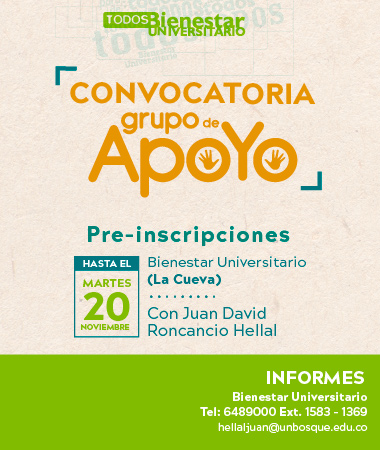 TODOS Bienestar
UNIVERSITARIO
CONVOCATORIA
grupo de
Apoyo
Pre-inscripciones
HASTA EL
MARTES
20
NOVIEMBRE
Bienestar Universitario
(La Cueva)
Con Juan David
Roncancio Hellal
INFORMES
Bienestar Universitario
Tel: 6489000 Ext. 1583 - 1369
hellaljuan@unbosque.edu.co